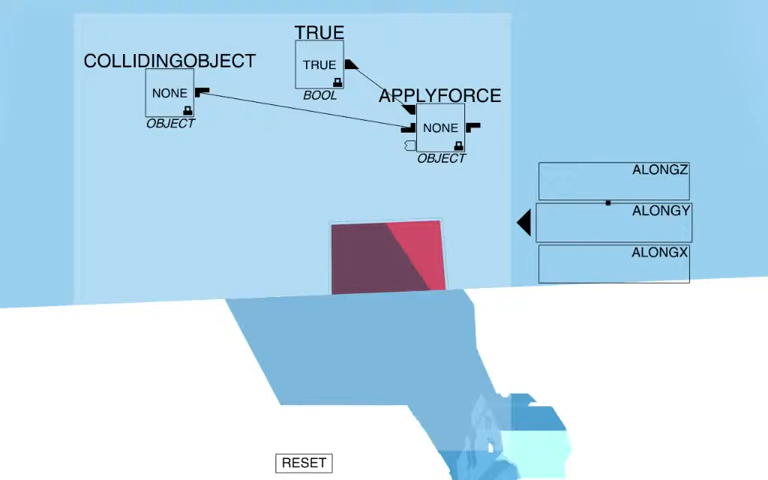 TRUE
COLLIDINGOBJECT
TRUE
NONE
BOOL
APPLYFORCE
OBJECT
NONE
OBJECT
ALONGZ
ALONGY
ALONGX
RESET